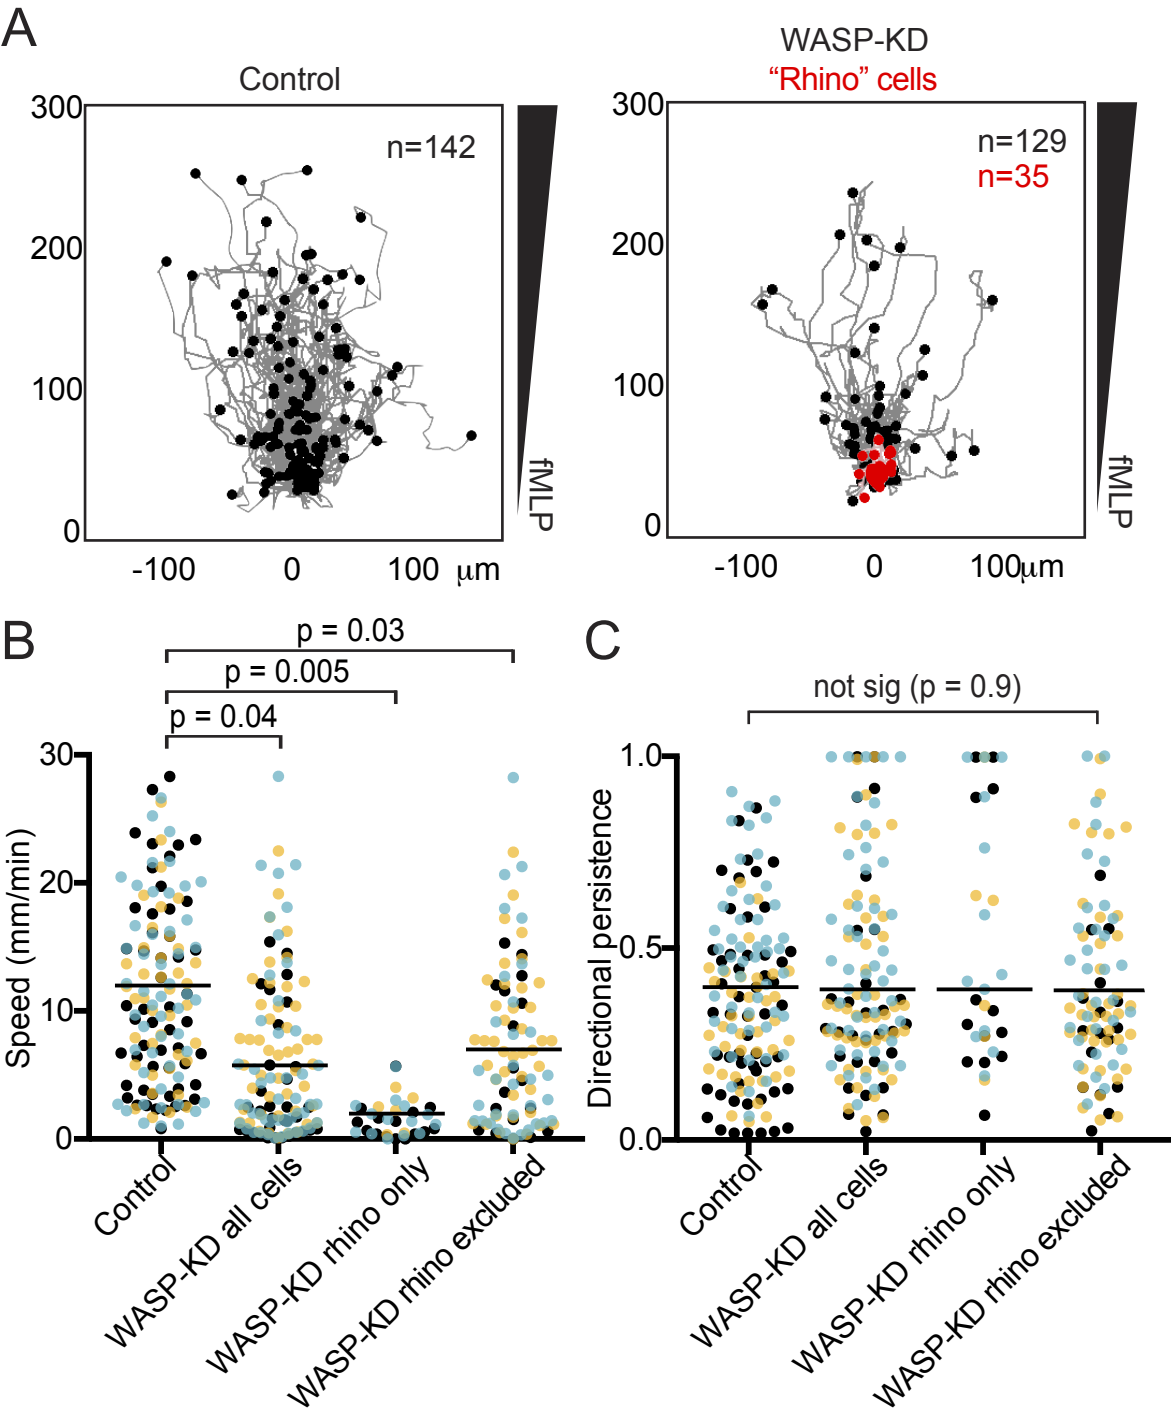 A
Control
300
200
100
0
n=142
fMLP
-100 0 100 μm
WASP-KD
“Rhino” cells
300
200
100
0
n=129
n=35
fMLP
-100 0 100μm
B
p = 0.03
p = 0.005
p = 0.04
Speed (mm/min)
30
20
10
0
Control
WASP-KD all cells
WASP-KD rhino only
WASP-KD rhino excluded
C
not sig (p = 0.9)
Directional persistence
1.0
0.5
0.0
Control
WASP-KD all cells
WASP-KD rhino only
WASP-KD rhino excluded